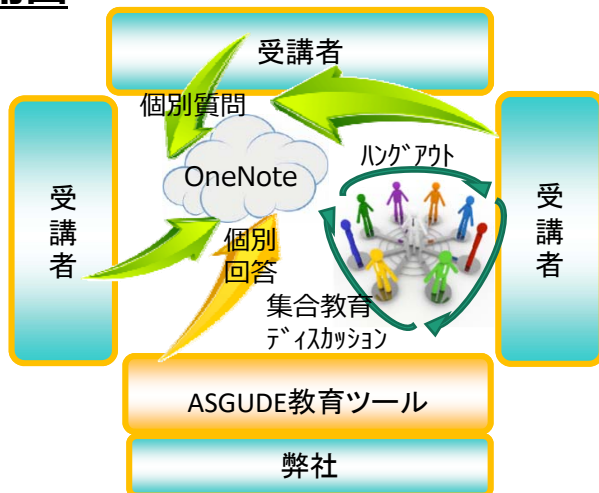 受講者
個別質問
ﾊﾝｸﾞｱｳﾄ
OneNote
受
講
者
受
講
者
個別
回答
集合教育
ﾃﾞｨｽｶｯｼｮﾝ
ASGUDE教育ツール
弊社